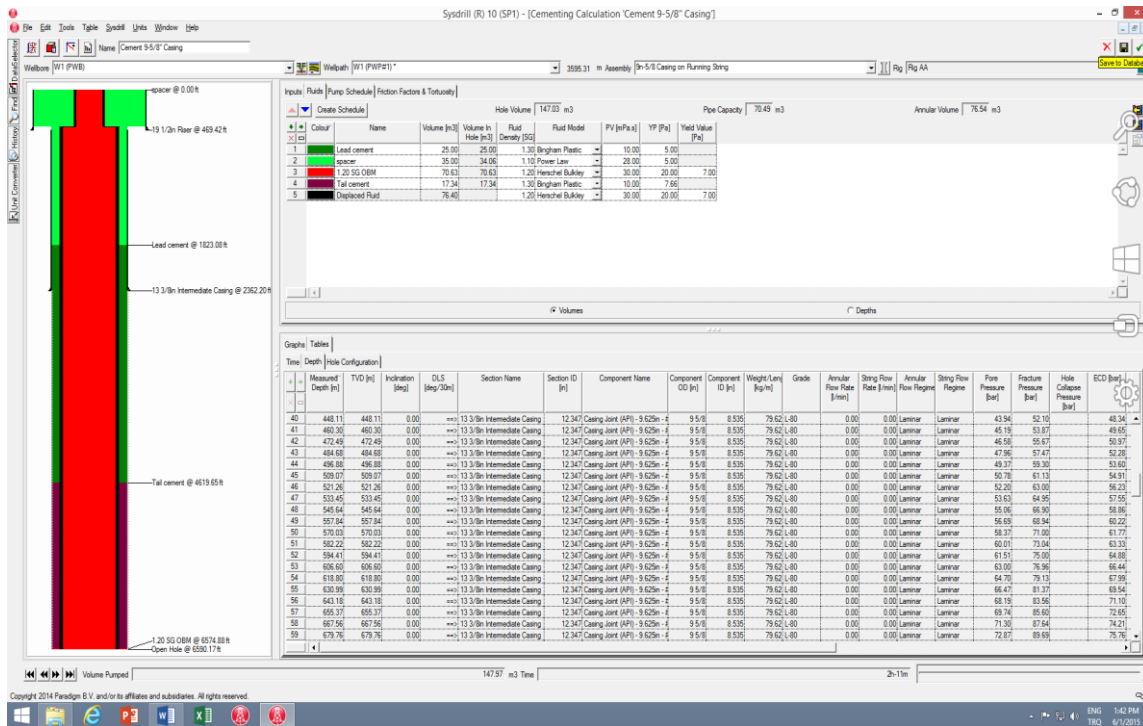 Sysdrill (R) 10 (SP1) - [Cementing Calculation 'Cement 9-5/8" Casing']
File Edit Tools Table Sysdrill Units Window Help
Name Cement 9-5/8" Casing
Save to Databa
Wellbore W1 (PWB) Wellpath W1 (PWP#1) * 3595.31 m Assembly 9n-5/8 Casing on Running String Rig Rig AA
DataSelector
Find
History
Unit Converter
spacer @ 0.00 ft
19 1/2in Riser @ 469.42 ft
Lead cement @ 1823.08 ft
13 3/8in Intermediate Casing @ 2362.20 ft
Tail cement @ 4619.65 ft
1.20 SG OBM @ 6574.88 ft
Open Hole @ 6590.17 ft
Inputs Fluids Pump Schedule Friction Factors & Tortuosity
Create Schedule Hole Volume 147.03 m3 Pipe Capacity 70.49 m3 Annular Volume 76.54 m3
Colour Name Volume [m3] Volume In Hole [m3] Fluid Density [SG] Fluid Model PV [mPa.s] YP [Pa] Yield Value [Pa]
1 Lead cement 25.00 25.00 1.30 Bingham Plastic 10.00 5.00
2 spacer 35.00 34.06 1.10 Power Law 28.00 5.00
3 1.20 SG OBM 70.63 70.63 1.20 Herschel Bulkley 30.00 20.00 7.00
4 Tail cement 17.34 17.34 1.30 Bingham Plastic 10.00 7.66
5 Displaced Fluid 76.40 1.20 Herschel Bulkley 30.00 20.00 7.00
Volumes Depths
Graphs Tables
Time Depth Hole Configuration
Measured Depth [m] TVD [m] Inclination [deg] DLS [deg/30m] Section Name Section ID [in] Component Name Component OD [in] Component ID [in] Weight/Len [kg/m] Grade Annular Flow Rate [l/min] String Flow Rate [l/min] Annular Flow Regime String Flow Regime Pore Pressure [bar] Fracture Pressure [bar] Hole Collapse Pressure [bar] ECD [bar]
40 448.11 448.11 0.00 ==> 13 3/8in Intermediate Casing 12.347 Casing Joint (API) - 9.625in - # 9 5/8 8.535 79.62 L-80 0.00 0.00 Laminar Laminar 43.94 52.10 48.34
41 460.30 460.30 0.00 ==> 13 3/8in Intermediate Casing 12.347 Casing Joint (API) - 9.625in - # 9 5/8 8.535 79.62 L-80 0.00 0.00 Laminar Laminar 45.19 53.87 49.65
42 472.49 472.49 0.00 ==> 13 3/8in Intermediate Casing 12.347 Casing Joint (API) - 9.625in - # 9 5/8 8.535 79.62 L-80 0.00 0.00 Laminar Laminar 46.58 55.67 50.97
43 484.68 484.68 0.00 ==> 13 3/8in Intermediate Casing 12.347 Casing Joint (API) - 9.625in - # 9 5/8 8.535 79.62 L-80 0.00 0.00 Laminar Laminar 47.96 57.47 52.28
44 496.88 496.88 0.00 ==> 13 3/8in Intermediate Casing 12.347 Casing Joint (API) - 9.625in - # 9 5/8 8.535 79.62 L-80 0.00 0.00 Laminar Laminar 49.37 59.30 53.60
45 509.07 509.07 0.00 ==> 13 3/8in Intermediate Casing 12.347 Casing Joint (API) - 9.625in - # 9 5/8 8.535 79.62 L-80 0.00 0.00 Laminar Laminar 50.78 61.13 54.91
46 521.26 521.26 0.00 ==> 13 3/8in Intermediate Casing 12.347 Casing Joint (API) - 9.625in - # 9 5/8 8.535 79.62 L-80 0.00 0.00 Laminar Laminar 52.20 63.00 56.23
47 533.45 533.45 0.00 ==> 13 3/8in Intermediate Casing 12.347 Casing Joint (API) - 9.625in - # 9 5/8 8.535 79.62 L-80 0.00 0.00 Laminar Laminar 53.63 64.95 57.55
48 545.64 545.64 0.00 ==> 13 3/8in Intermediate Casing 12.347 Casing Joint (API) - 9.625in - # 9 5/8 8.535 79.62 L-80 0.00 0.00 Laminar Laminar 55.06 66.90 58.86
49 557.84 557.84 0.00 ==> 13 3/8in Intermediate Casing 12.347 Casing Joint (API) - 9.625in - # 9 5/8 8.535 79.62 L-80 0.00 0.00 Laminar Laminar 56.69 68.94 60.22
50 570.03 570.03 0.00 ==> 13 3/8in Intermediate Casing 12.347 Casing Joint (API) - 9.625in - # 9 5/8 8.535 79.62 L-80 0.00 0.00 Laminar Laminar 58.37 71.00 61.77
51 582.22 582.22 0.00 ==> 13 3/8in Intermediate Casing 12.347 Casing Joint (API) - 9.625in - # 9 5/8 8.535 79.62 L-80 0.00 0.00 Laminar Laminar 60.01 73.04 63.33
52 594.41 594.41 0.00 ==> 13 3/8in Intermediate Casing 12.347 Casing Joint (API) - 9.625in - # 9 5/8 8.535 79.62 L-80 0.00 0.00 Laminar Laminar 61.51 75.00 64.88
53 606.60 606.60 0.00 ==> 13 3/8in Intermediate Casing 12.347 Casing Joint (API) - 9.625in - # 9 5/8 8.535 79.62 L-80 0.00 0.00 Laminar Laminar 63.00 76.96 66.44
54 618.80 618.80 0.00 ==> 13 3/8in Intermediate Casing 12.347 Casing Joint (API) - 9.625in - # 9 5/8 8.535 79.62 L-80 0.00 0.00 Laminar Laminar 64.70 79.13 67.99
55 630.99 630.99 0.00 ==> 13 3/8in Intermediate Casing 12.347 Casing Joint (API) - 9.625in - # 9 5/8 8.535 79.62 L-80 0.00 0.00 Laminar Laminar 66.47 81.37 69.54
56 643.18 643.18 0.00 ==> 13 3/8in Intermediate Casing 12.347 Casing Joint (API) - 9.625in - # 9 5/8 8.535 79.62 L-80 0.00 0.00 Laminar Laminar 68.19 83.56 71.10
57 655.37 655.37 0.00 ==> 13 3/8in Intermediate Casing 12.347 Casing Joint (API) - 9.625in - # 9 5/8 8.535 79.62 L-80 0.00 0.00 Laminar Laminar 69.74 85.60 72.65
58 667.56 667.56 0.00 ==> 13 3/8in Intermediate Casing 12.347 Casing Joint (API) - 9.625in - # 9 5/8 8.535 79.62 L-80 0.00 0.00 Laminar Laminar 71.30 87.64 74.21
59 679.76 679.76 0.00 ==> 13 3/8in Intermediate Casing 12.347 Casing Joint (API) - 9.625in - # 9 5/8 8.535 79.62 L-80 0.00 0.00 Laminar Laminar 72.87 89.69 75.76
Volume Pumped 147.97 m3 Time 2h-11m
Copyright 2014 Paradigm B.V. and/or its affiliates and subsidiaries. All rights reserved.
ENG 1:42 PM
TRQ 6/1/2015